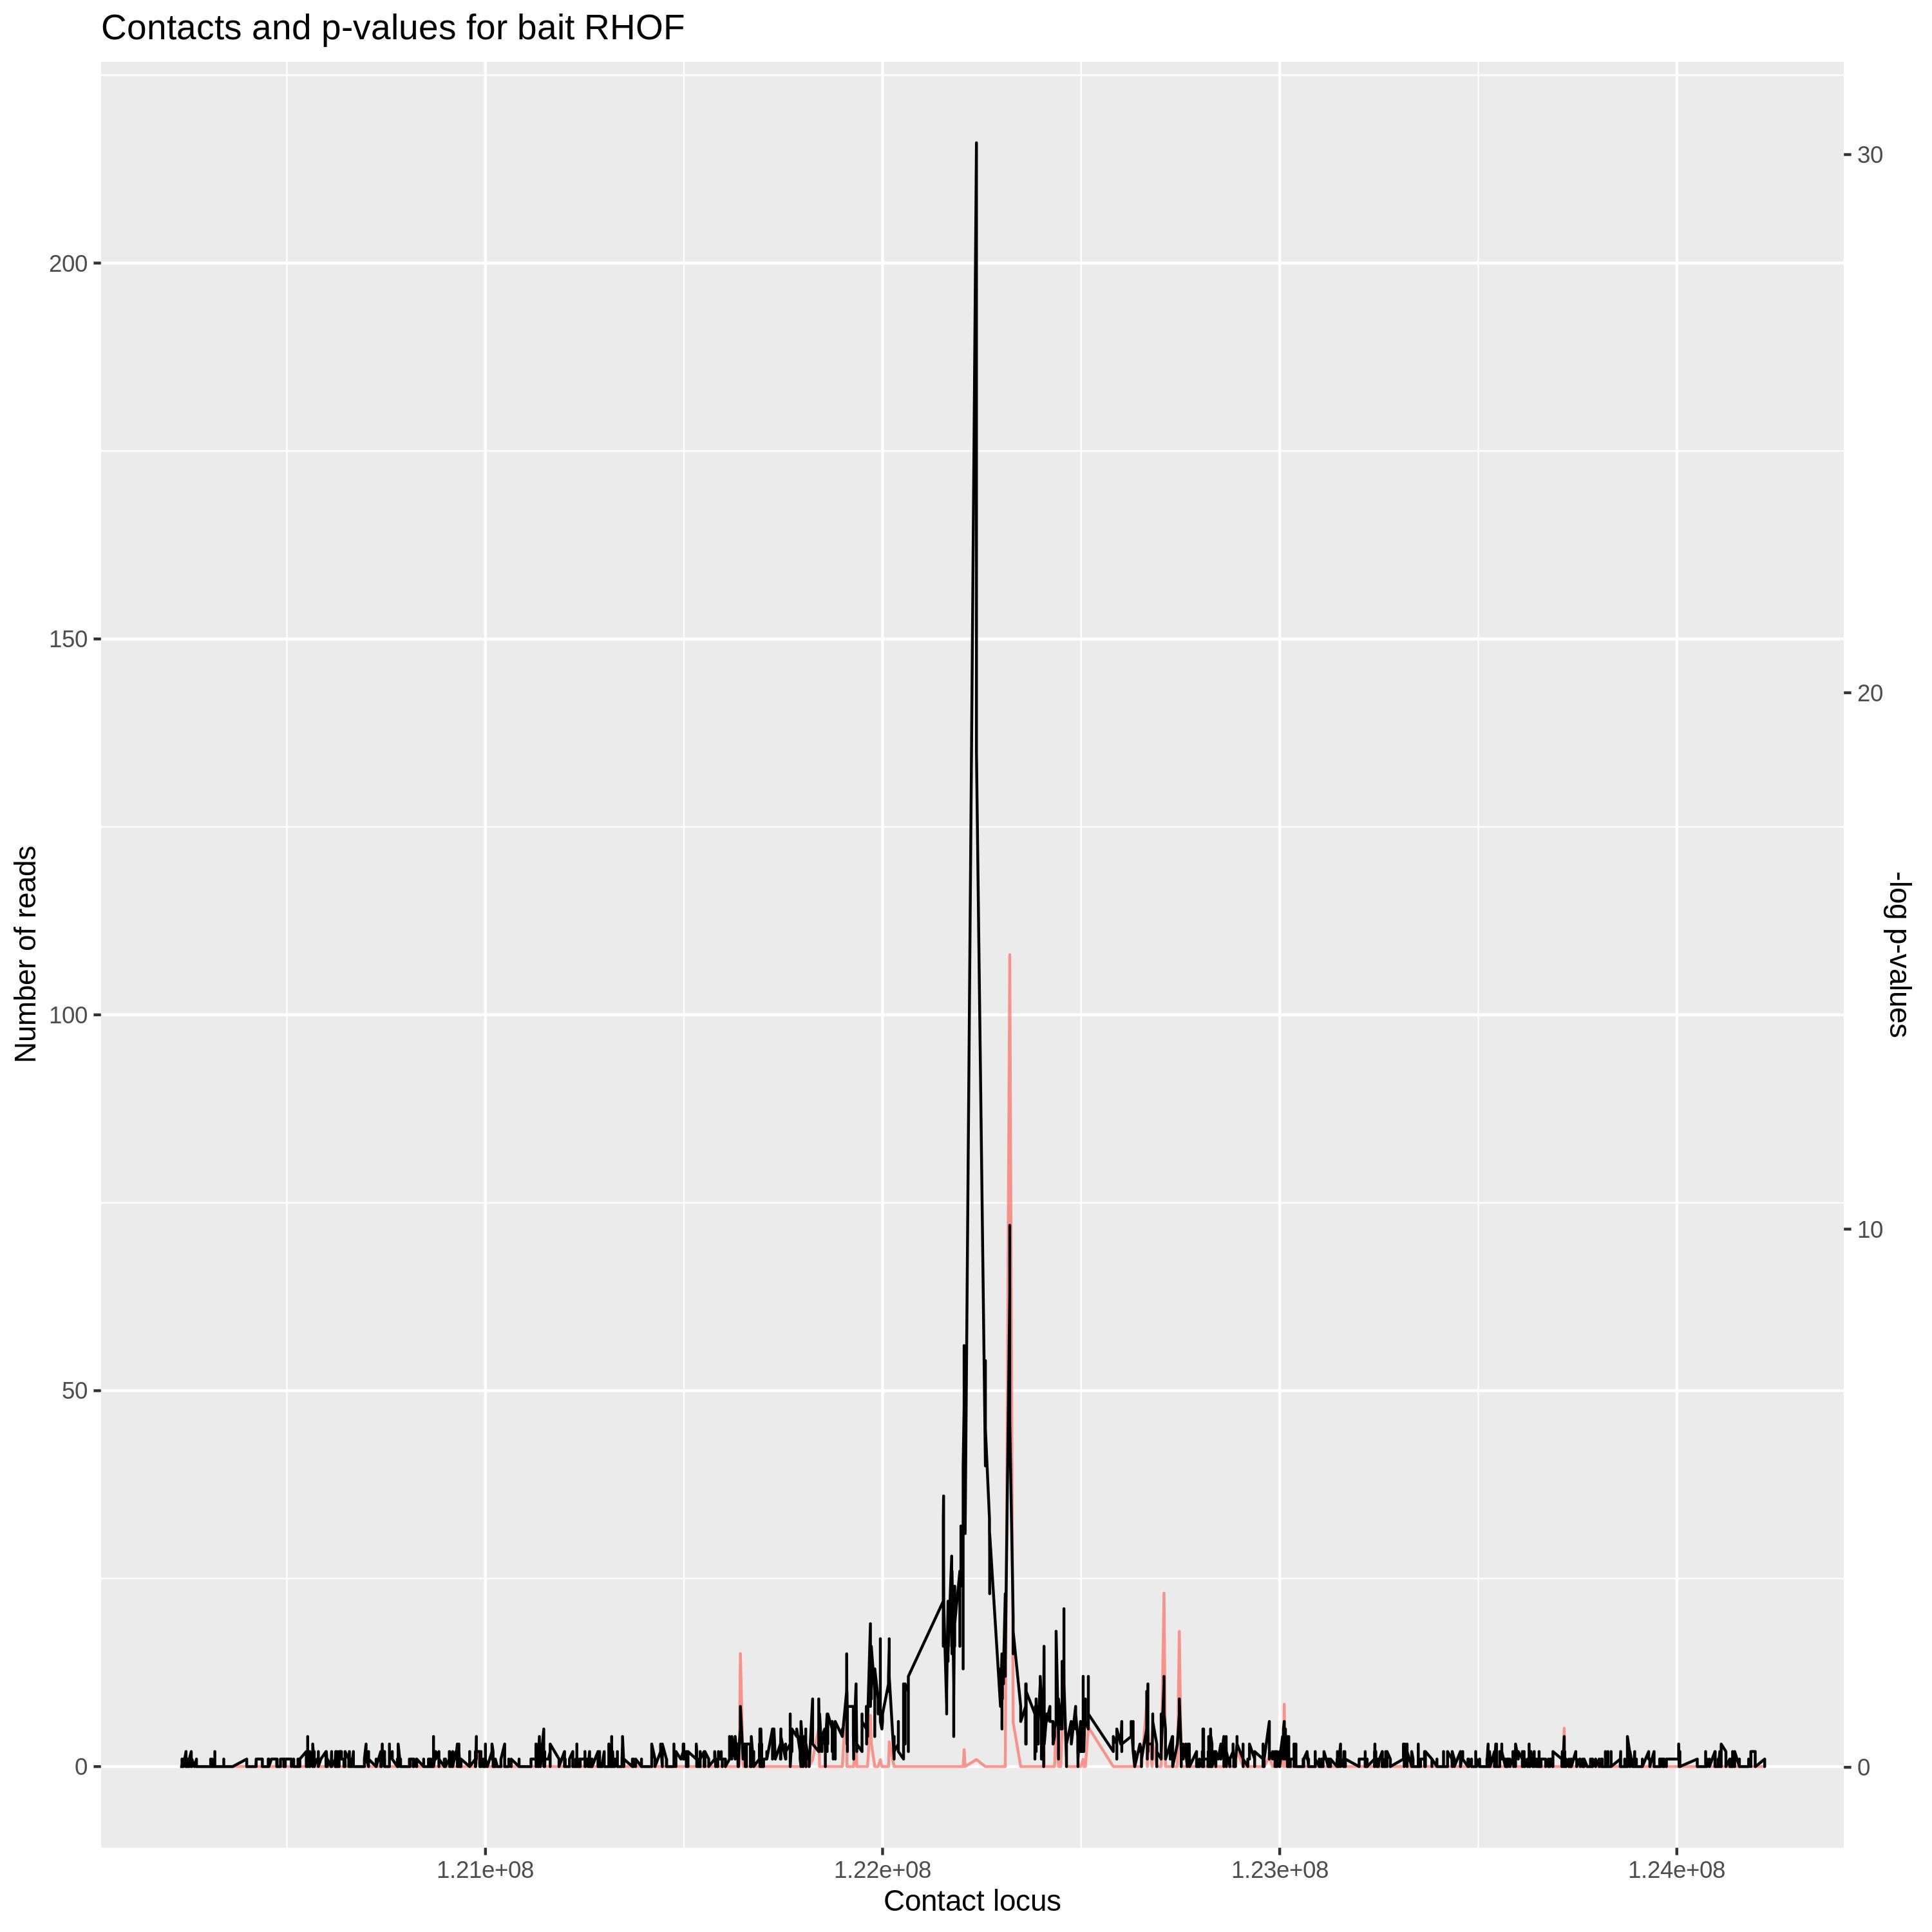 Contacts and p-values for bait RHOF
Number of reads
200
150
100
50
0
30
20
10
0
-log p-values
1.21e+08
1.22e+08
1.23e+08
1.24e+08
Contact locus